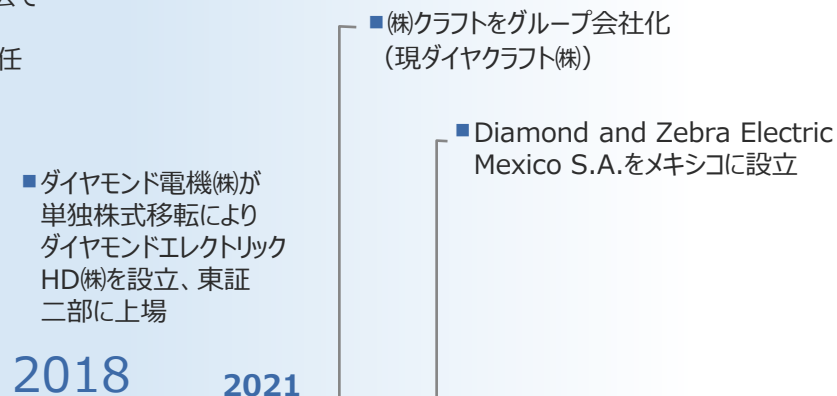 任
■㈱クラフトをグループ会社化
(現ダイヤクラフト㈱)
■Diamond and Zebra Electric
Mexico S.A.をメキシコに設立
■ダイヤモンド電機㈱が
単独株式移転により
ダイヤモンドエレクトリック
HD㈱を設立、東証
二部に上場
2018
2021